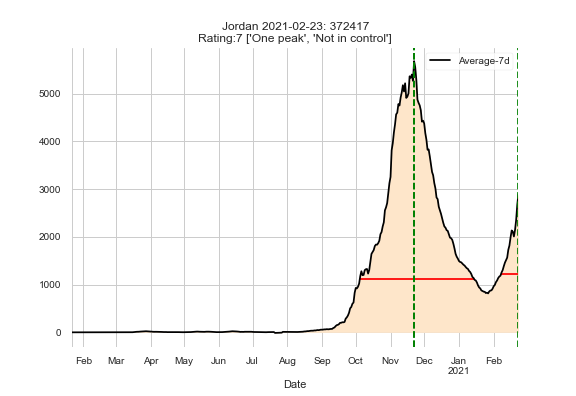 Jordan 2021-02-23: 372417
Rating:7 ['One peak', 'Not in control']
Average-7d
5000
4000
3000
2000
1000
0
Feb Mar Apr May Jun Jul Aug Sep Oct Nov Dec Jan Feb
2021
Date